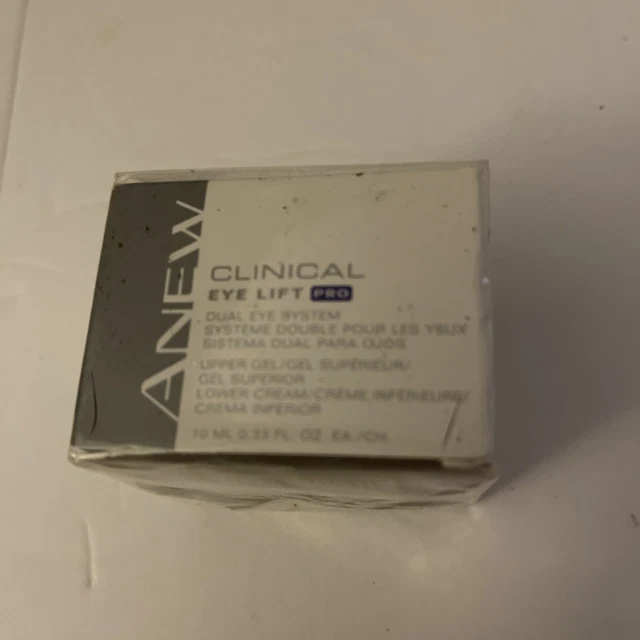 ANEW
CLINICAL
EYE LIFT PRO
DUAL EYE SYSTEM
SYSTÈME DOUBLE POUR LES YEUX
SISTEMA DUAL PARA OJOS
UPPER GEL/GEL SUPÉRIEUR/
GEL SUPERIOR
LOWER CREAM/CRÈME INFÉRIEURE/
CREMA INFERIOR
10 ML 0.33 FL. OZ. EA./CH.